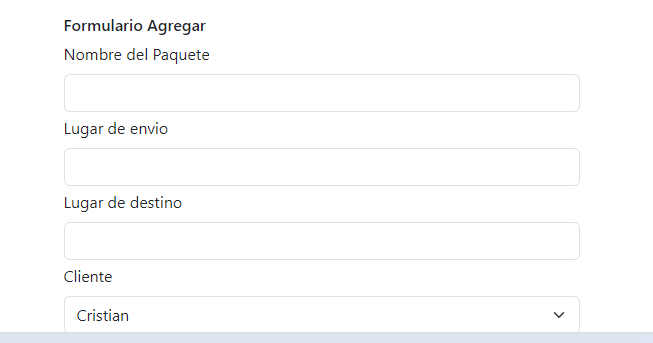 Formulario Agregar
Nombre del Paquete
Lugar de envio
Lugar de destino
Cliente
Cristian